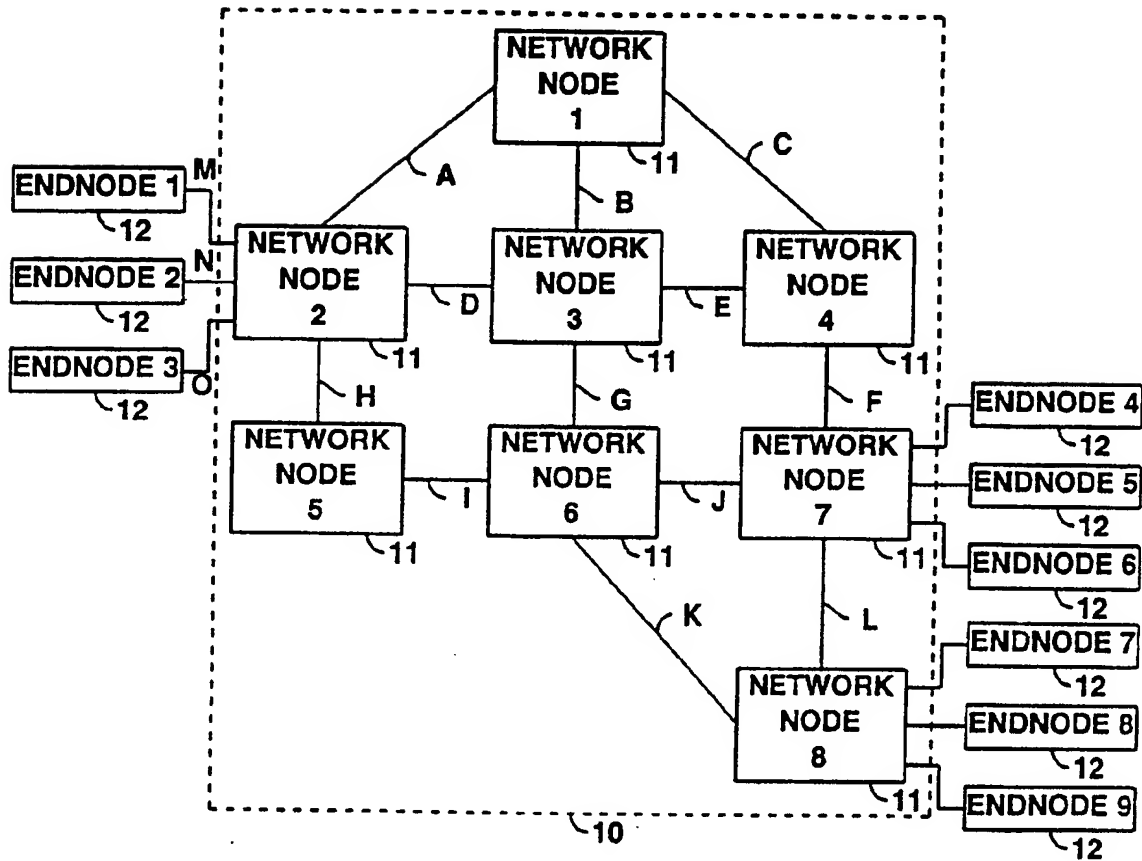 NETWORK
NODE
1
11
A
B
C
M
ENDNODE 1
12
N
ENDNODE 2
12
ENDNODE 3
O
12
NETWORK
NODE
2
11
D
NETWORK
NODE
3
11
E
NETWORK
NODE
4
11
H
G
F
NETWORK
NODE
5
11
I
NETWORK
NODE
6
11
J
NETWORK
NODE
7
11
ENDNODE 4
12
ENDNODE 5
12
ENDNODE 6
12
K
L
NETWORK
NODE
8
11
ENDNODE 7
12
ENDNODE 8
12
ENDNODE 9
12
10